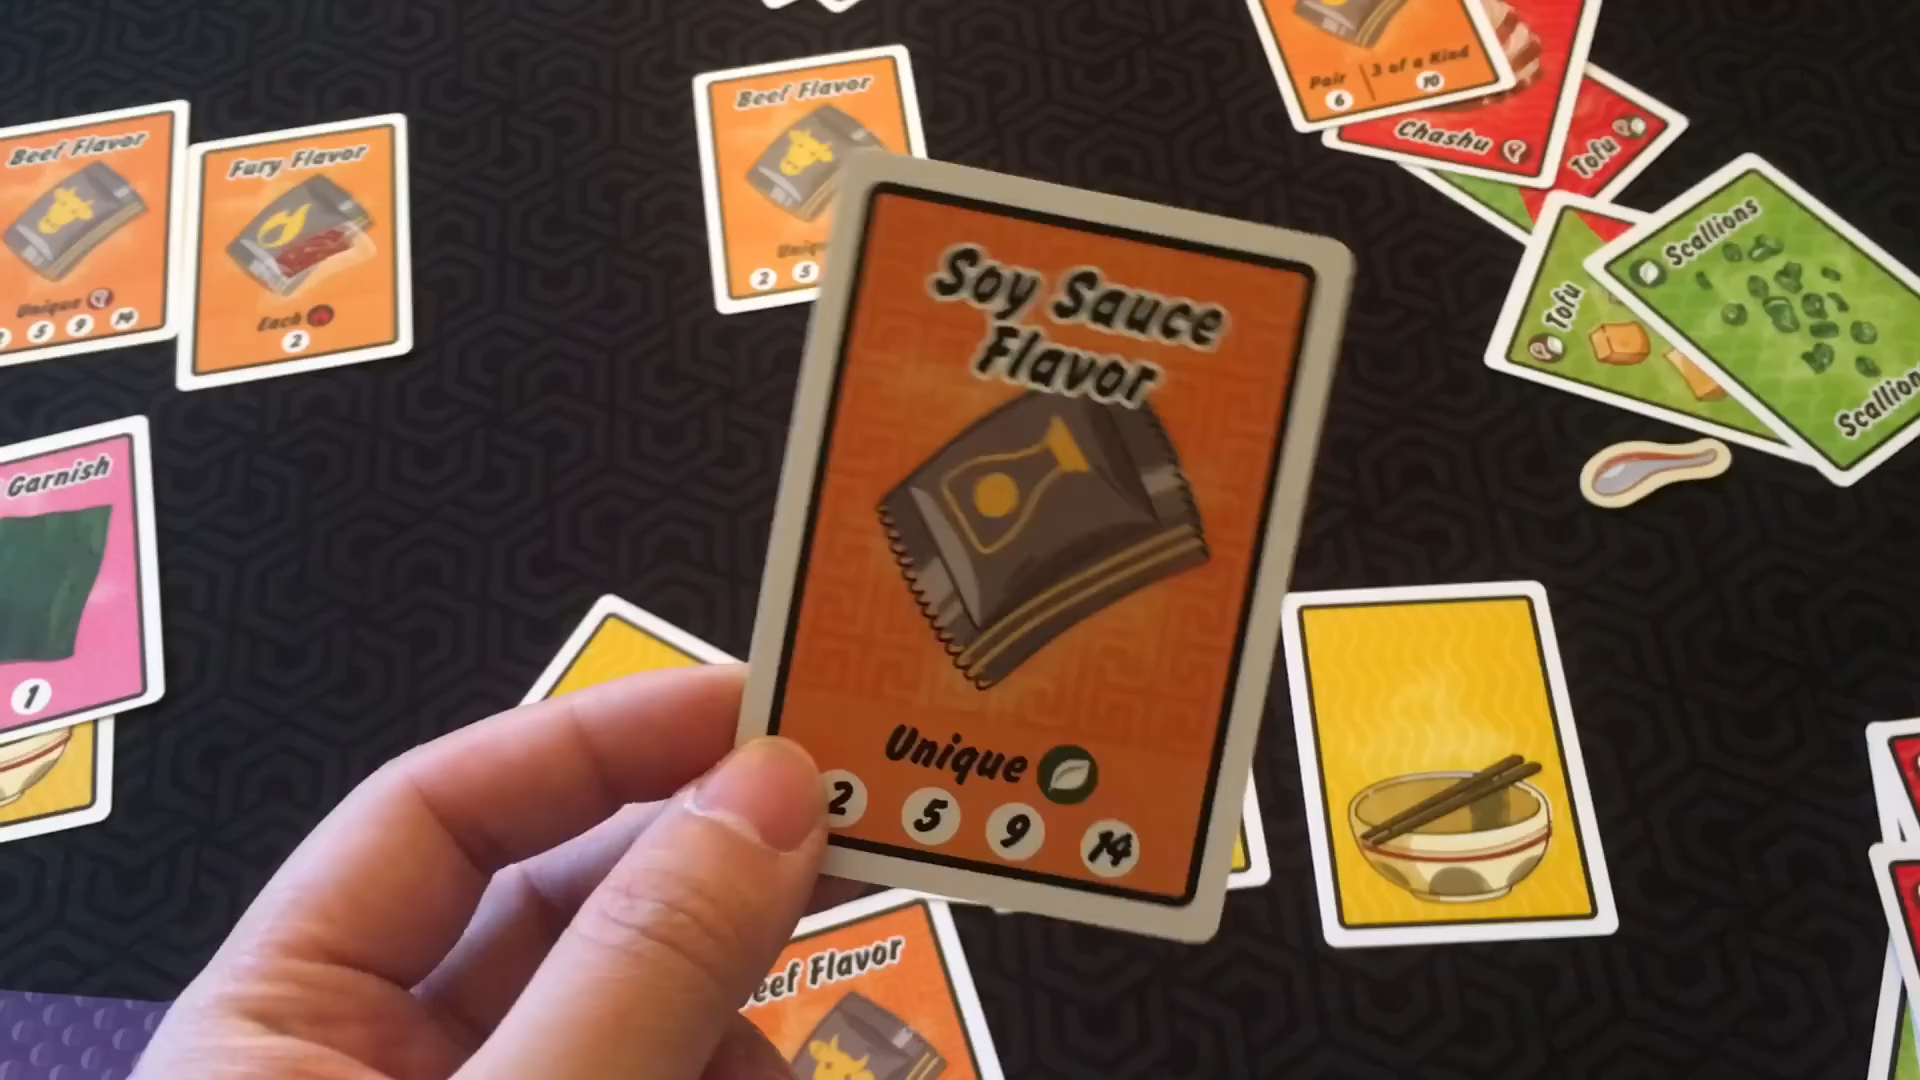 Beef Flavor
Unique
5 9 14
Fury Flavor
Each
2
Beef Flavor
2 5
Pair
6
3 of a Kind
10
Chashu
Tofu
Tofu
Scallions
Scallion
Garnish
1
Soy Sauce
Flavor
Unique
2 5 9 14
eef Flavor